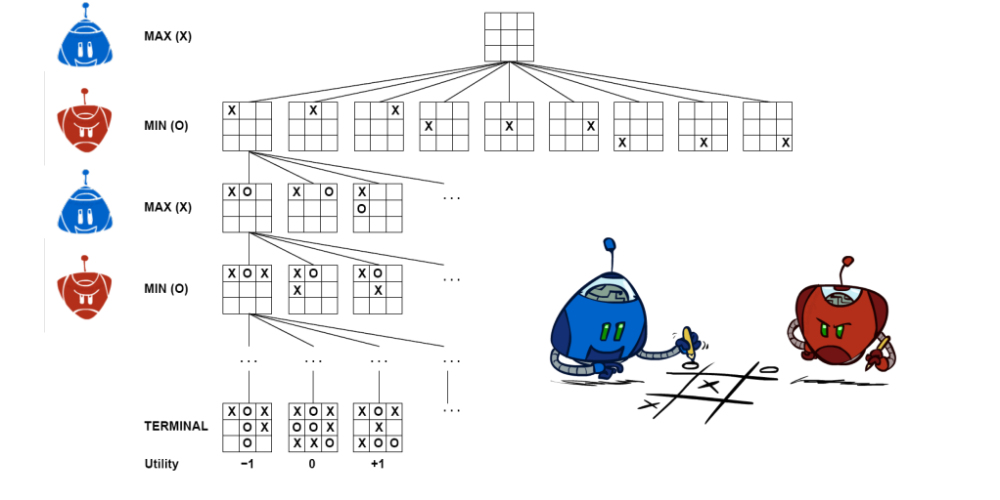 MAX (X)
MIN (O)
X X X X X X X X X
MAX (X)
X O X O X
O
...
MIN (O)
X O X X O X O
X X
...
... ... ... ...
TERMINAL
X O X X O X X O X
O X O O X X
O X X O X O O
...
Utility −1 0 +1
X O
X
O